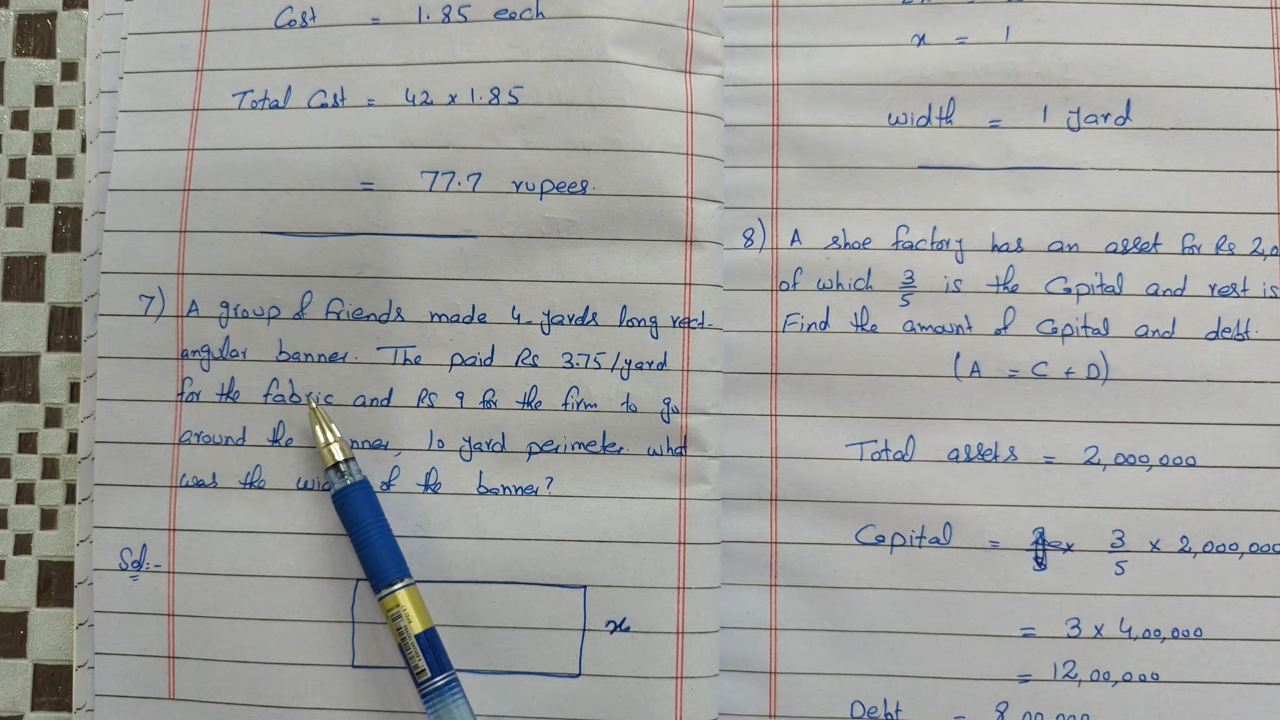 Cost = 1.85 each
Total Cost = 42 x 1.85
= 77.7 rupees.
7) A group of friends made 4-yards long rect-
angular banner. The paid Rs 3.75/yard
for the fabric and RS 9 for the firm to go
around the nner, 10 yard perimeter what
was the wid of the banner?
Sol:-
x
x = 1
width = 1 yard
8) A shoe factory has an asset for Rs 2,0
of which 3/5 is the Capital and rest is
Find the amount of Capital and debt.
(A = C + D)
Total assets = 2,000,000
Capital = 3/5 x 2,000,000
= 3 x 4,00,000
= 12,00,000
Debt = 8,00,000